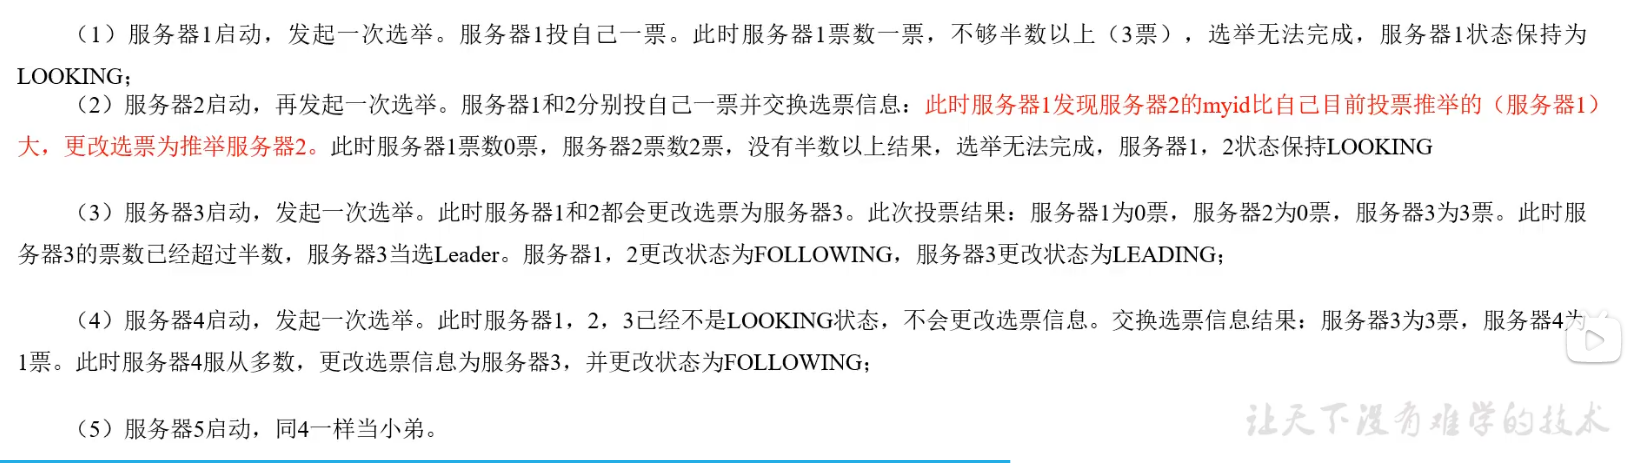 （1）服务器1启动，发起一次选举。服务器1投自己一票。此时服务器1票数一票，不够半数以上（3票），选举无法完成，服务器1状态保持为
LOOKING；
（2）服务器2启动，再发起一次选举。服务器1和2分别投自己一票并交换选票信息：此时服务器1发现服务器2的myid比自己目前投票推举的（服务器1）
大，更改选票为推举服务器2。此时服务器1票数0票，服务器2票数2票，没有半数以上结果，选举无法完成，服务器1，2状态保持LOOKING
（3）服务器3启动，发起一次选举。此时服务器1和2都会更改选票为服务器3。此次投票结果：服务器1为0票，服务器2为0票，服务器3为3票。此时服
务器3的票数已经超过半数，服务器3当选Leader。服务器1，2更改状态为FOLLOWING，服务器3更改状态为LEADING；
（4）服务器4启动，发起一次选举。此时服务器1，2，3已经不是LOOKING状态，不会更改选票信息。交换选票信息结果：服务器3为3票，服务器4为
1票。此时服务器4服从多数，更改选票信息为服务器3，并更改状态为FOLLOWING；
（5）服务器5启动，同4一样当小弟。
让天下没有难学的技术